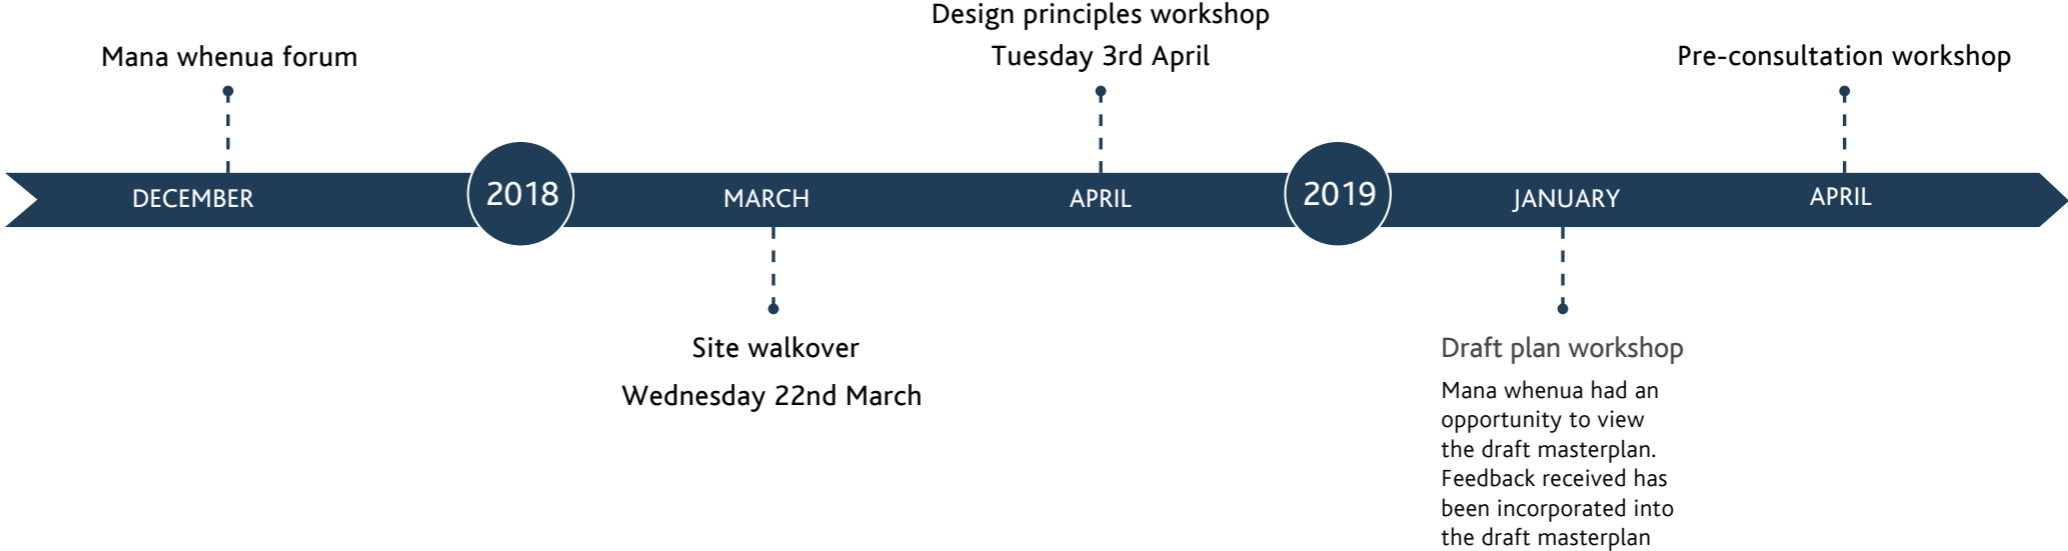 Design principles workshop
Mana whenua forum
Tuesday 3rd April
Pre-consultation workshop
DECEMBER
2018
MARCH
APRIL
2019
JANUARY
APRIL
Site walkover
Wednesday 22nd March
Draft plan workshop
Mana whenua had an
opportunity to view
the draft masterplan.
Feedback received has
been incorporated into
the draft masterplan